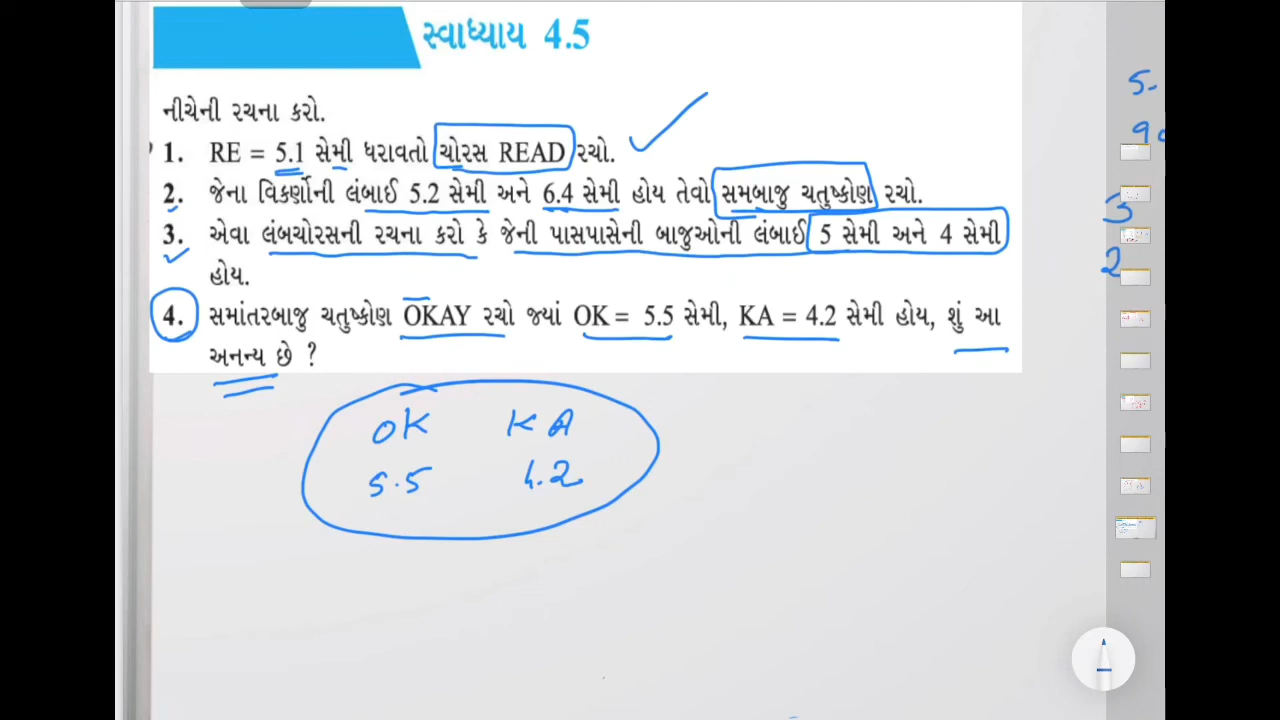 સ્વાધ્યાય 4.5
નીચેની રચના કરો.
1. RE = 5.1 સેમી ધરાવતો ચોરસ READ રચો.
2. જેના વિકર્ણોની લંબાઈ 5.2 સેમી અને 6.4 સેમી હોય તેવો સમબાજુ ચતુષ્કોણ રચો.
3. એવા લંબચોરસની રચના કરો કે જેની પાસપાસેની બાજુઓની લંબાઈ 5 સેમી અને 4 સેમી
હોય.
4. સમાંતરબાજુ ચતુષ્કોણ OKAY રચો જ્યાં OK = 5.5 સેમી, KA = 4.2 સેમી હોય, શું આ
અનન્ય છે ?
OK KA
5.5 4.2
5.
90
3
2